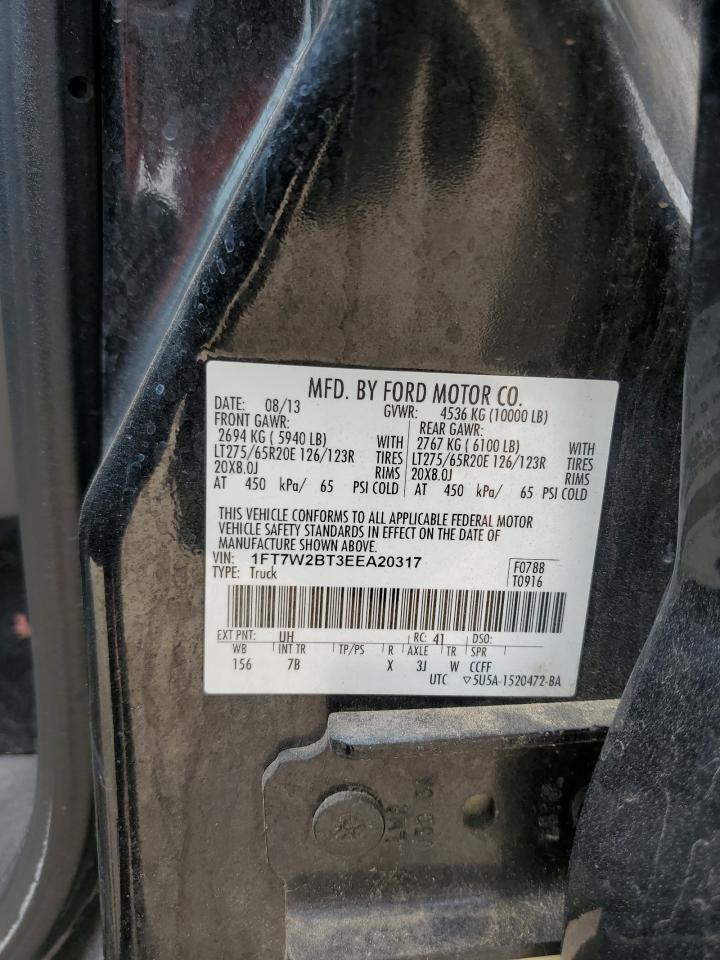 MFD. BY FORD MOTOR CO.
DATE: 08/13 GVWR: 4536 KG (10000 LB)
FRONT GAWR: REAR GAWR:
2694 KG ( 5940 LB) WITH 2767 KG ( 6100 LB) WITH
LT275/65R20E 126/123R TIRES LT275/65R20E 126/123R TIRES
20X8.0J RIMS 20X8.0J RIMS
AT 450 kPa/ 65 PSI COLD AT 450 kPa/ 65 PSI COLD
THIS VEHICLE CONFORMS TO ALL APPLICABLE FEDERAL MOTOR
VEHICLE SAFETY STANDARDS IN EFFECT ON THE DATE OF
MANUFACTURE SHOWN ABOVE.
VIN: 1FT7W2BT3EEA20317 F0788
TYPE: Truck T0916
EXT PNT: UH RC: 41 DSO:
WB INT TR TP/PS R AXLE TR SPR
156 7B X 3J W CCFF
UTC ▽5U5A-1520472-BA